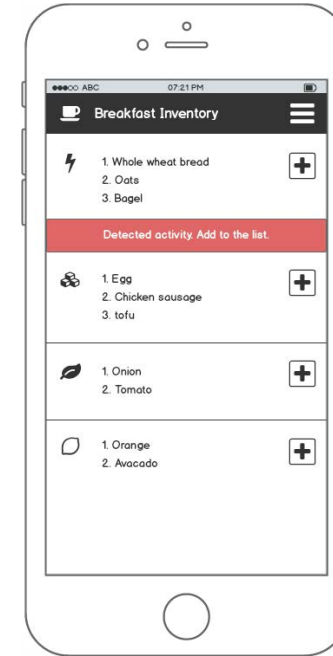 ABC 07:21 PM
Breakfast Inventory
1. Whole wheat bread
2. Oats
3. Bagel
Detected activity. Add to the list.
1. Egg
2. Chicken sausage
3. tofu
1. Onion
2. Tomato
1. Orange
2. Avacado